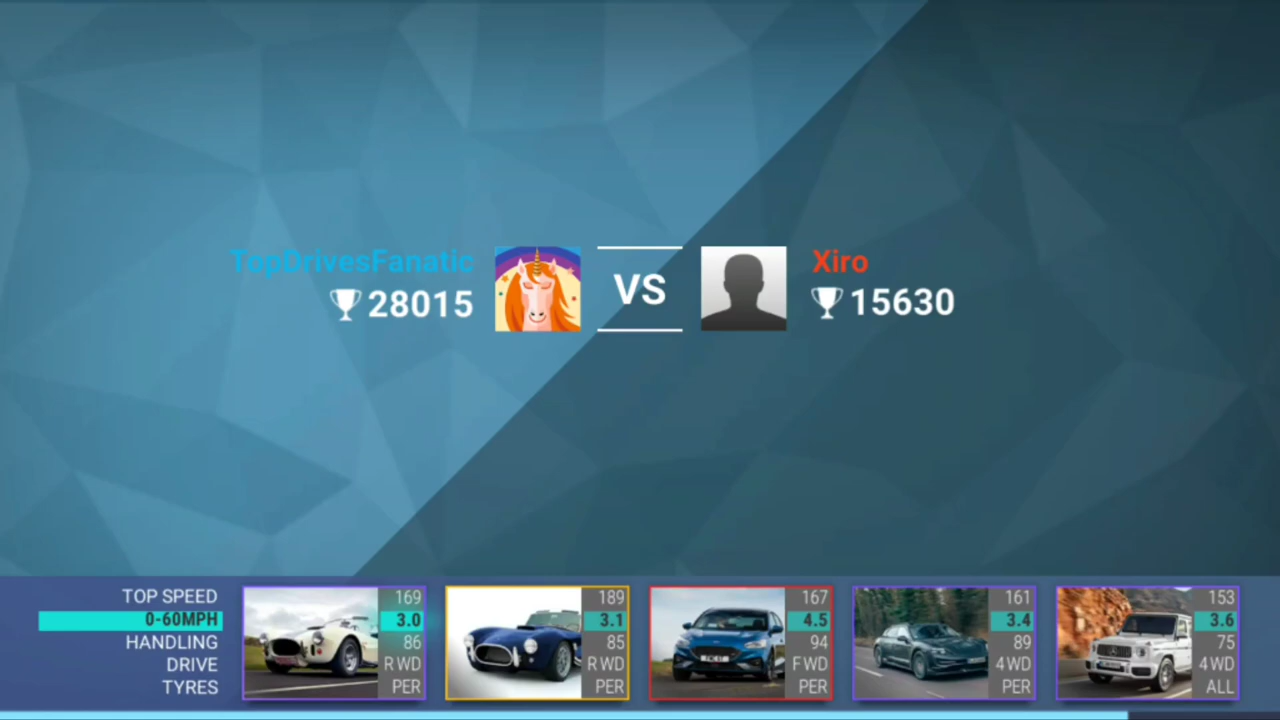 TopDrivesFanatic
28015
VS
Xiro
15630
TOP SPEED
0-60MPH
HANDLING
DRIVE
TYRES
169
3.0
86
RWD
PER
189
3.1
85
RWD
PER
167
4.5
94
FWD
PER
161
3.4
89
4WD
PER
153
3.6
75
4WD
ALL